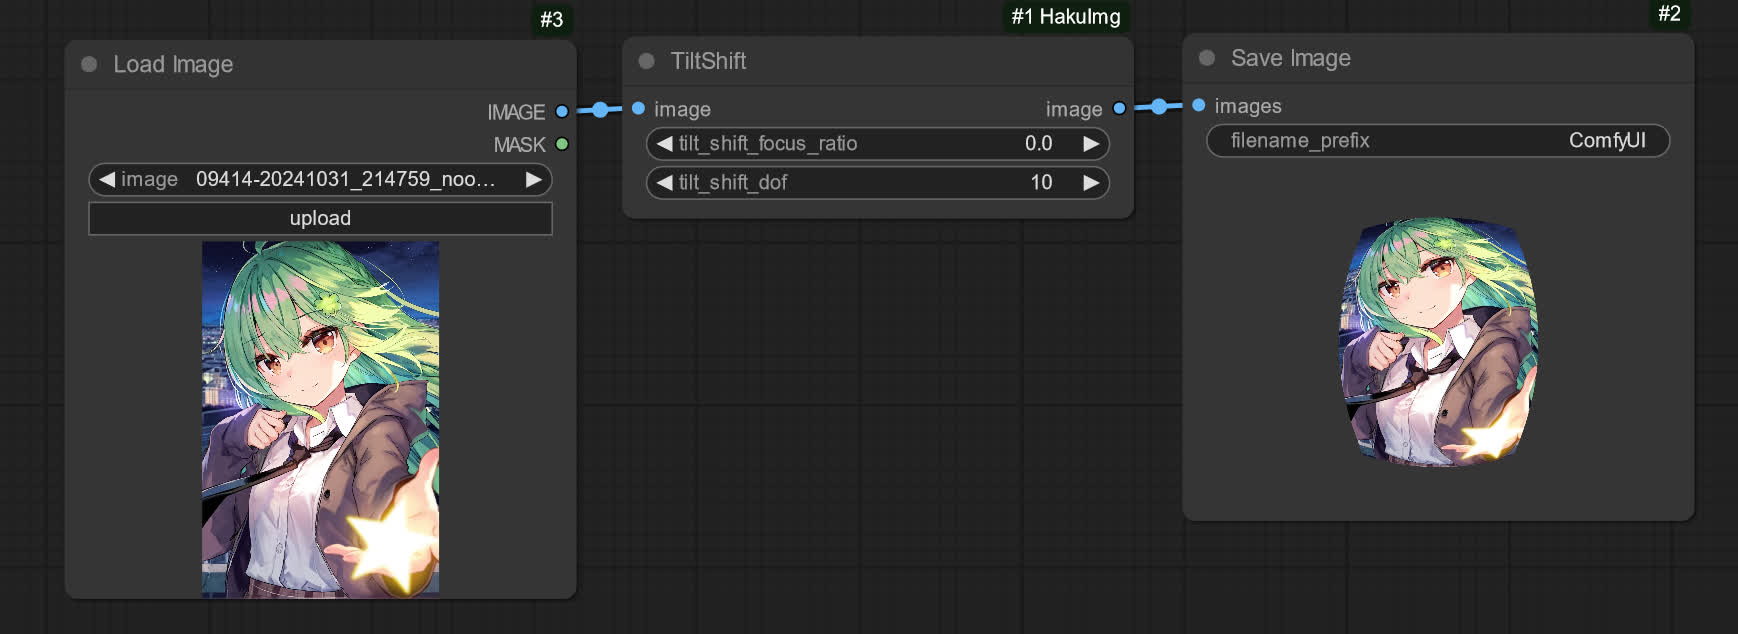 #3
Load Image
IMAGE
MASK
image 09414-20241031_214759_noo...
upload
#1 HakuImg
TiltShift
image image
tilt_shift_focus_ratio 0.0
tilt_shift_dof 10
#2
Save Image
images
filename_prefix ComfyUI